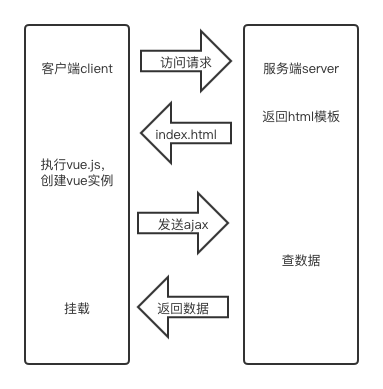 客户端client
访问请求
服务端server
返回html模板
index.html
执行vue.js,
创建vue实例
发送ajax
查数据
返回数据
挂载